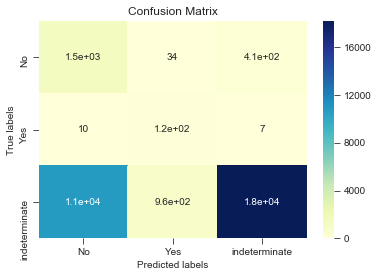 Confusion Matrix
No
1.5e+03 34 4.1e+02
16000
12000
True labels
Yes
10 1.2e+02 7
8000
4000
indeterminate
1.1e+04 9.6e+02 1.8e+04
0
No Yes indeterminate
Predicted labels